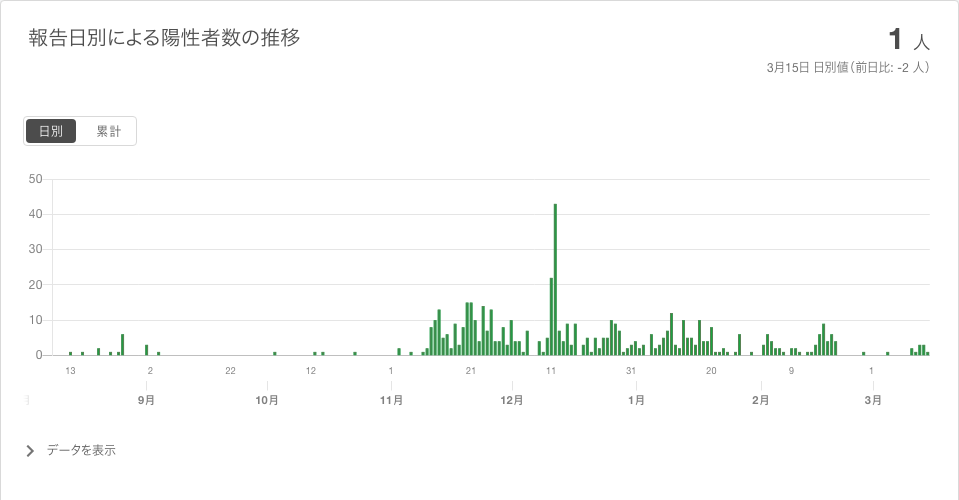 報告日別による陽性者数の推移
1 人
3月15日 日別値（前日比: -2 人）
日別 累計
50
40
30
20
10
0
13 2 22 12 1 21 11 31 20 9 1
9月 10月 11月 12月 1月 2月 3月
データを表示